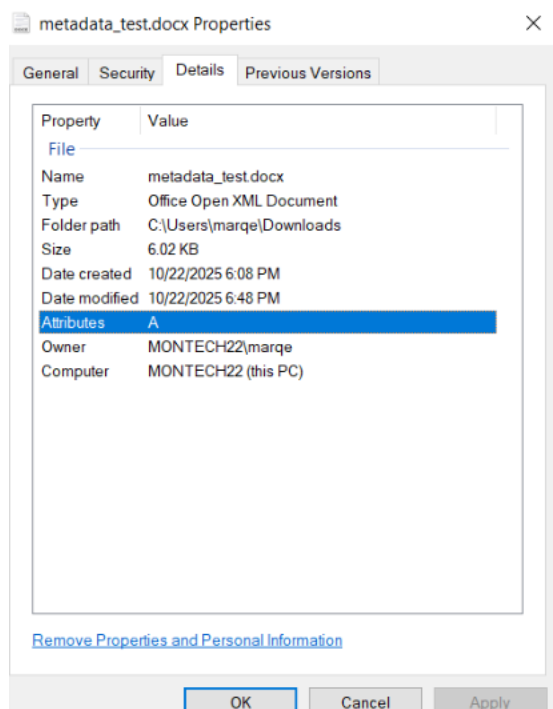 metadata_test.docx Properties
General Security Details Previous Versions
Property Value
File
Name metadata_test.docx
Type Office Open XML Document
Folder path C:\Users\marqe\Downloads
Size 6.02 KB
Date created 10/22/2025 6:08 PM
Date modified 10/22/2025 6:48 PM
Attributes A
Owner MONTECH22\marqe
Computer MONTECH22 (this PC)
Remove Properties and Personal Information
OK Cancel Apply